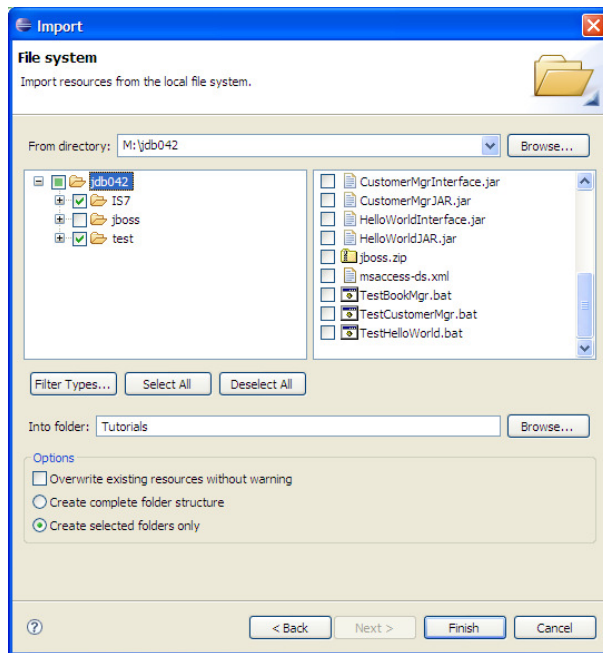 Import
File system
Import resources from the local file system.
From directory: M:\jdb042 Browse...
jdb042
IS7
jboss
test
CustomerMgrInterface.jar
CustomerMgrJAR.jar
HelloWorldInterface.jar
HelloWorldJAR.jar
jboss.zip
msaccess-ds.xml
TestBookMgr.bat
TestCustomerMgr.bat
TestHelloWorld.bat
Filter Types... Select All Deselect All
Into folder: Tutorials Browse...
Options
Overwrite existing resources without warning
Create complete folder structure
Create selected folders only
? < Back Next > Finish Cancel